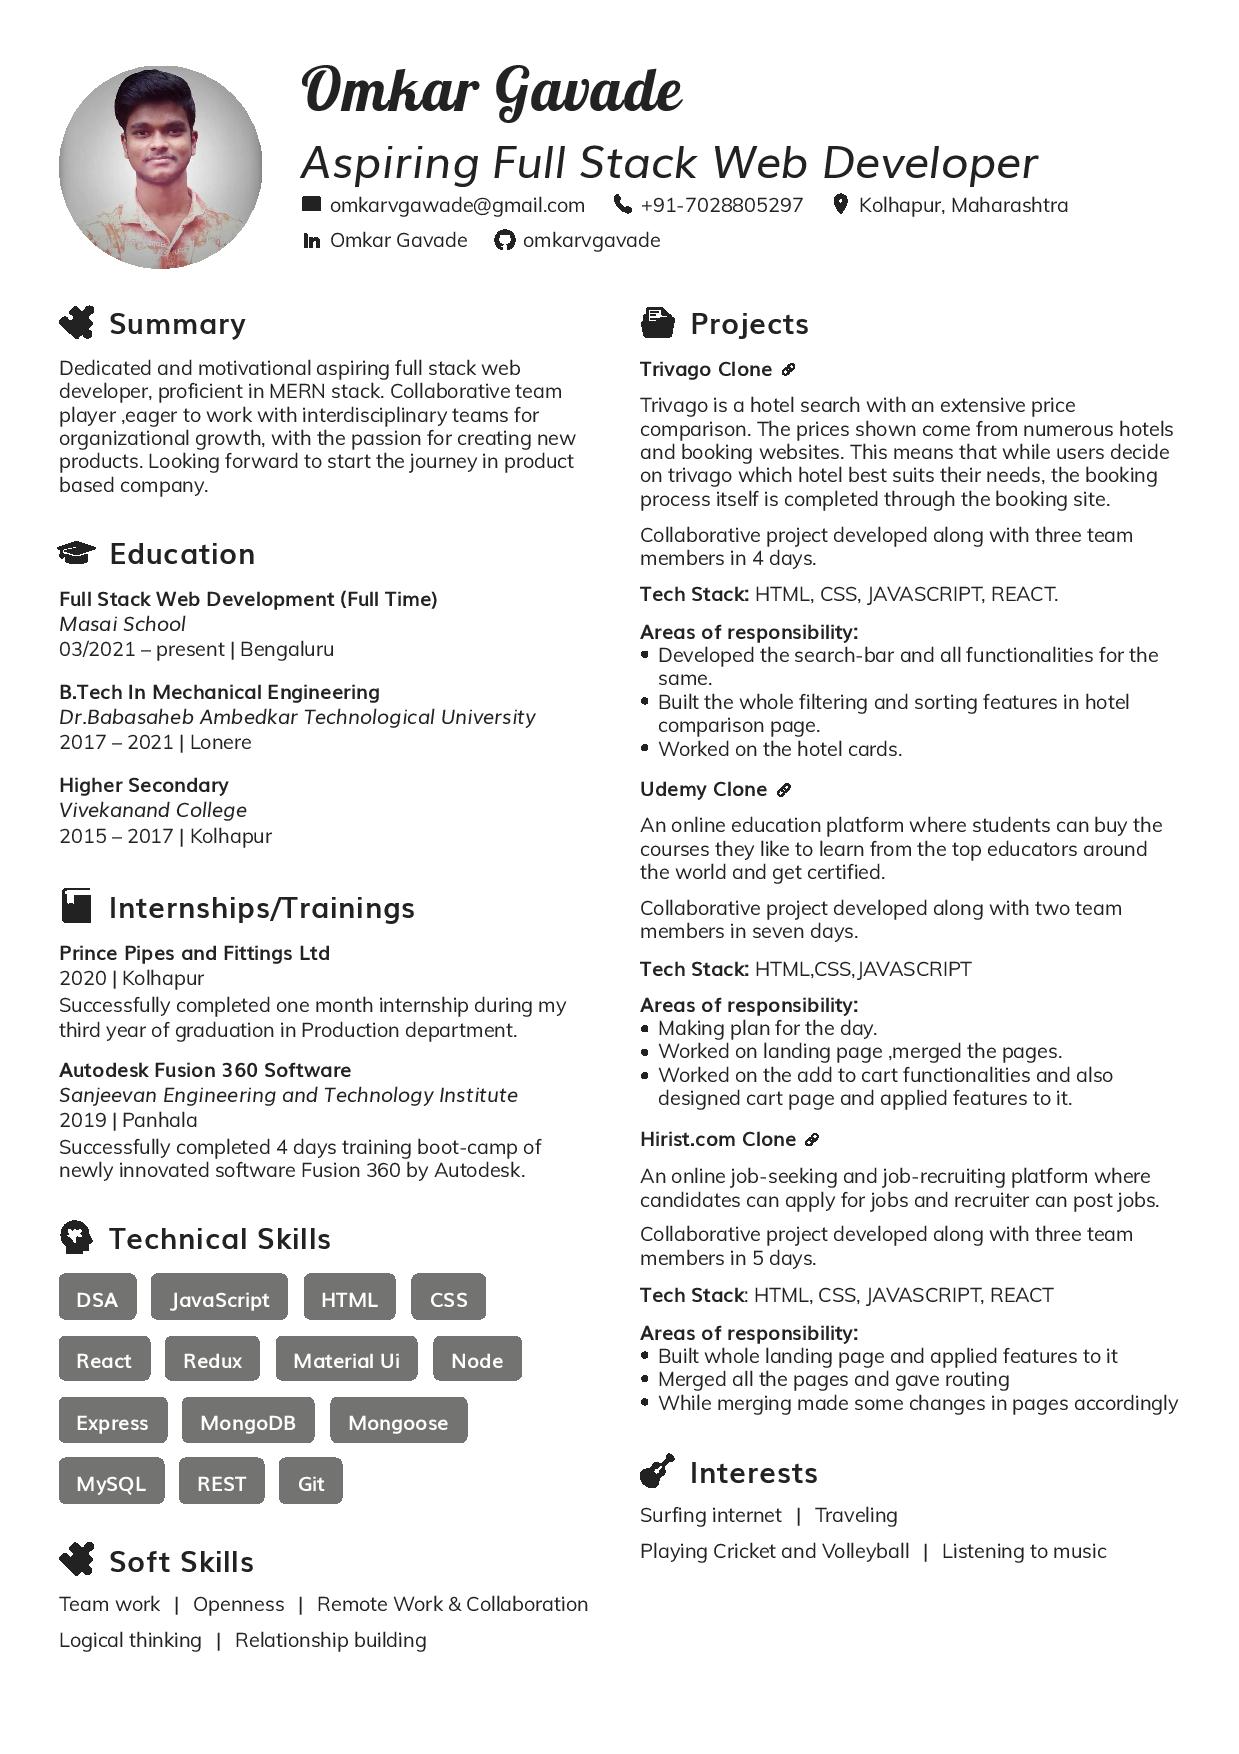 Omkar Gavade
Aspiring Full Stack Web Developer
omkarvgawade@gmail.com +91-7028805297 Kolhapur, Maharashtra
Omkar Gavade omkarvgavade
Summary
Dedicated and motivational aspiring full stack web
developer, proficient in MERN stack. Collaborative team
player ,eager to work with interdisciplinary teams for
organizational growth, with the passion for creating new
products. Looking forward to start the journey in product
based company.
Education
Full Stack Web Development (Full Time)
Masai School
03/2021 – present | Bengaluru
B.Tech In Mechanical Engineering
Dr.Babasaheb Ambedkar Technological University
2017 – 2021 | Lonere
Higher Secondary
Vivekanand College
2015 – 2017 | Kolhapur
Internships/Trainings
Prince Pipes and Fittings Ltd
2020 | Kolhapur
Successfully completed one month internship during my
third year of graduation in Production department.
Autodesk Fusion 360 Software
Sanjeevan Engineering and Technology Institute
2019 | Panhala
Successfully completed 4 days training boot-camp of
newly innovated software Fusion 360 by Autodesk.
Technical Skills
DSA JavaScript HTML CSS
React Redux Material Ui Node
Express MongoDB Mongoose
MySQL REST Git
Soft Skills
Team work | Openness | Remote Work & Collaboration
Logical thinking | Relationship building
Projects
Trivago Clone
Trivago is a hotel search with an extensive price
comparison. The prices shown come from numerous hotels
and booking websites. This means that while users decide
on trivago which hotel best suits their needs, the booking
process itself is completed through the booking site.
Collaborative project developed along with three team
members in 4 days.
Tech Stack: HTML, CSS, JAVASCRIPT, REACT.
Areas of responsibility:
• Developed the search-bar and all functionalities for the
same.
• Built the whole filtering and sorting features in hotel
comparison page.
• Worked on the hotel cards.
Udemy Clone
An online education platform where students can buy the
courses they like to learn from the top educators around
the world and get certified.
Collaborative project developed along with two team
members in seven days.
Tech Stack: HTML,CSS,JAVASCRIPT
Areas of responsibility:
• Making plan for the day.
• Worked on landing page ,merged the pages.
• Worked on the add to cart functionalities and also
designed cart page and applied features to it.
Hirist.com Clone
An online job-seeking and job-recruiting platform where
candidates can apply for jobs and recruiter can post jobs.
Collaborative project developed along with three team
members in 5 days.
Tech Stack: HTML, CSS, JAVASCRIPT, REACT
Areas of responsibility:
• Built whole landing page and applied features to it
• Merged all the pages and gave routing
• While merging made some changes in pages accordingly
Interests
Surfing internet | Traveling
Playing Cricket and Volleyball | Listening to music